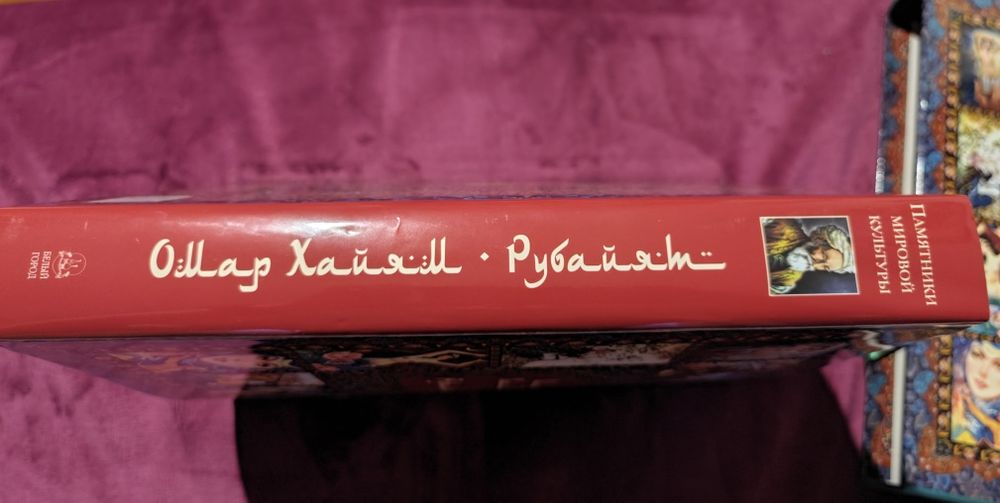 Омар Хайям · Рубайят
Памятники
мировой
культуры
Белый
город